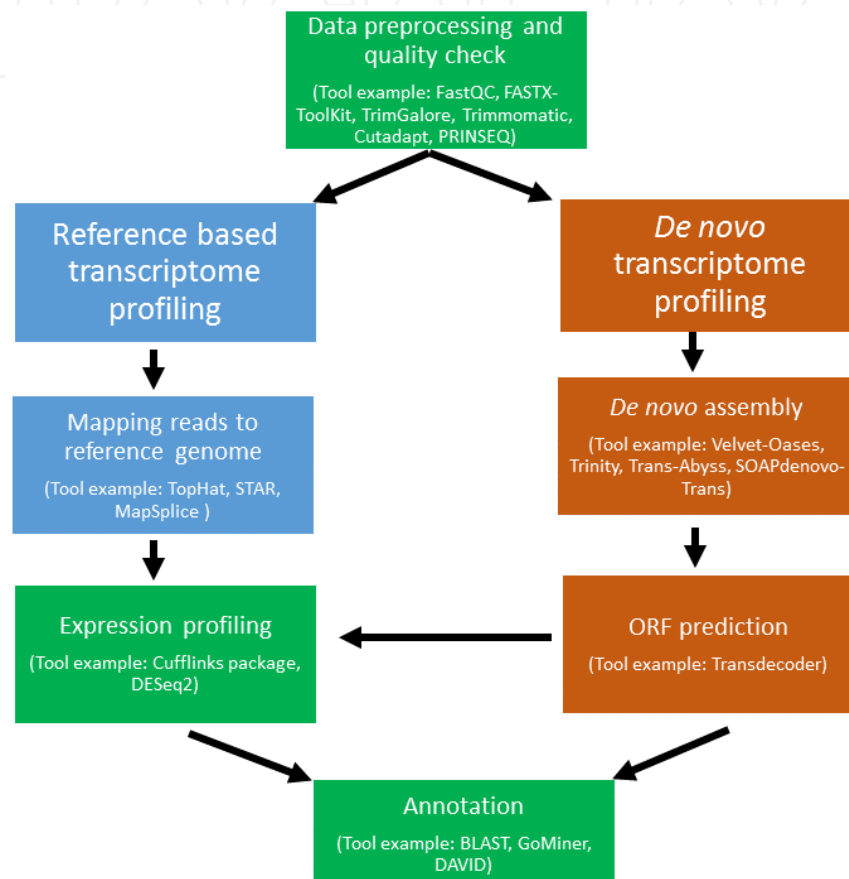 Data preprocessing and
quality check
(Tool example: FastQC, FASTX-
ToolKit, TrimGalore, Trimmomatic,
Cutadapt, PRINSEQ)
Reference based
transcriptome
profiling
De novo
transcriptome
profiling
Mapping reads to
reference genome
(Tool example: TopHat, STAR,
MapSplice )
De novo assembly
(Tool example: Velvet-Oases,
Trinity, Trans-Abyss, SOAPdenovo-
Trans)
Expression profiling
(Tool example: Cufflinks package,
DESeq2)
ORF prediction
(Tool example: Transdecoder)
Annotation
(Tool example: BLAST, GoMiner,
DAVID)